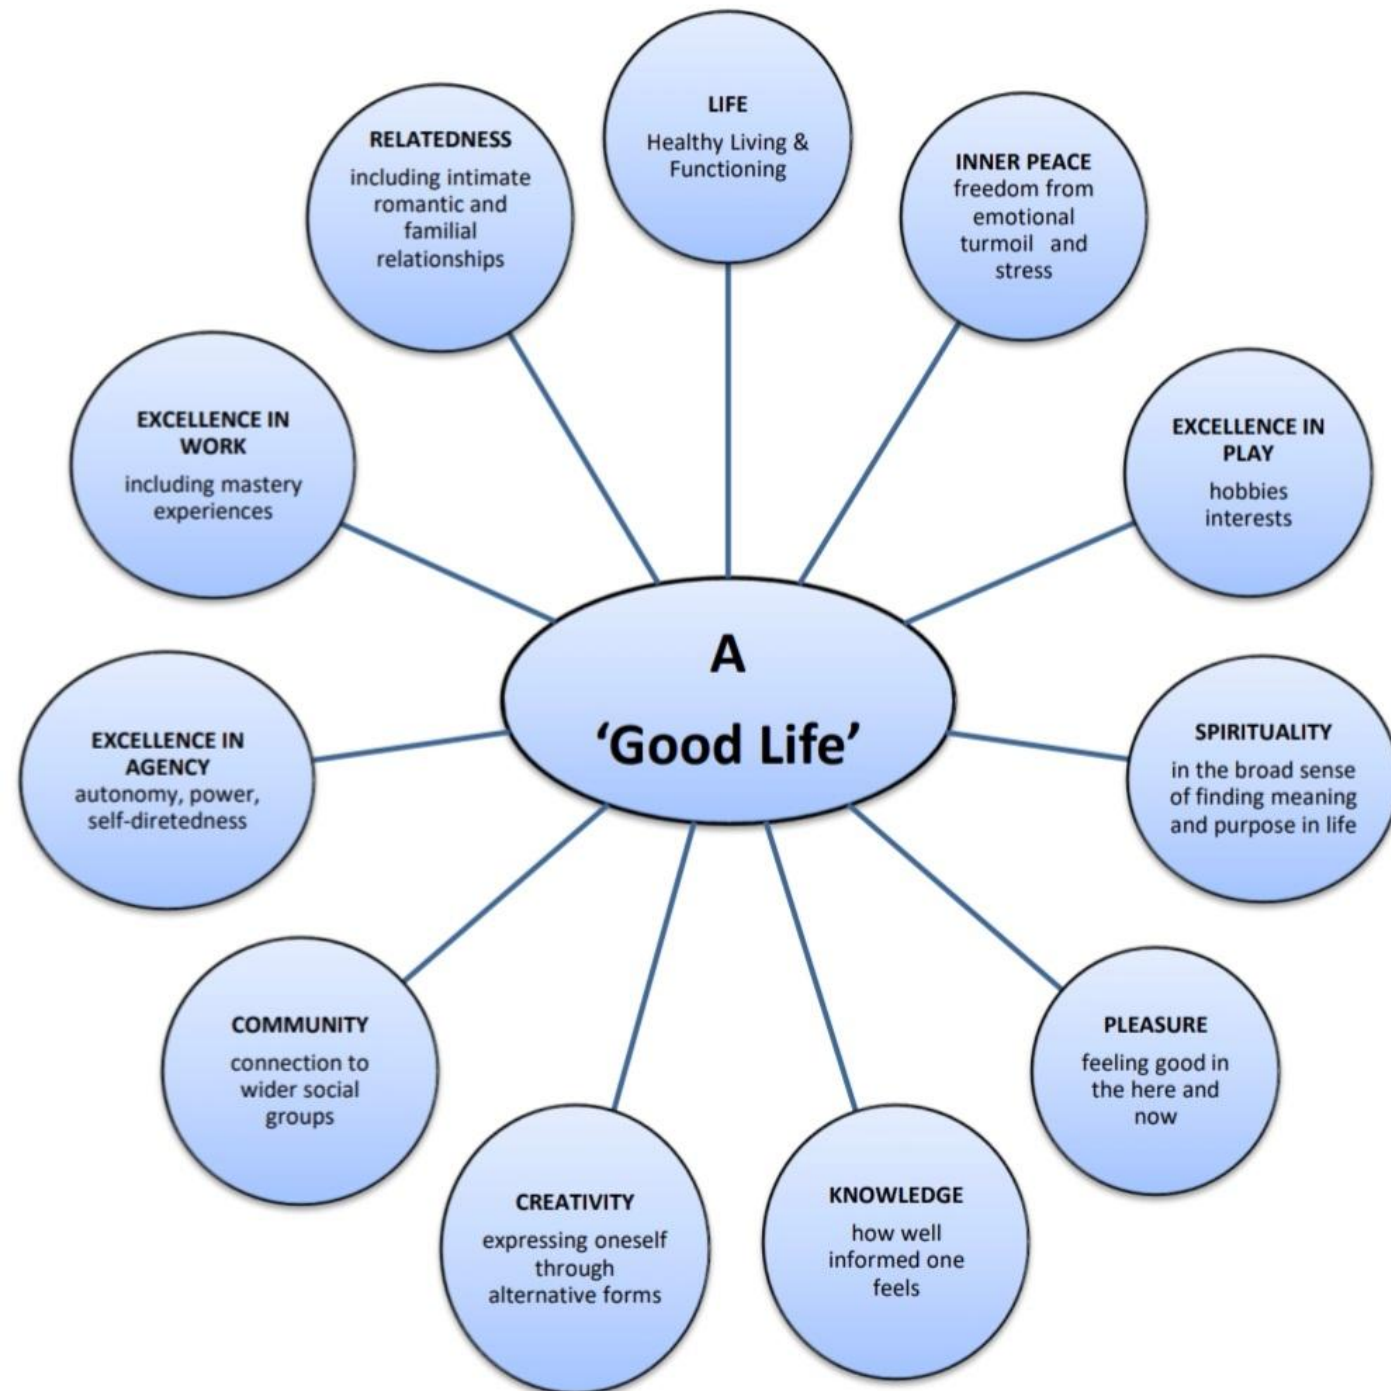 LIFE
Healthy Living &
Functioning
INNER PEACE
freedom from
emotional
turmoil and
stress
EXCELLENCE IN
PLAY
hobbies
interests
SPIRITUALITY
in the broad sense
of finding meaning
and purpose in life
PLEASURE
feeling good in
the here and
now
KNOWLEDGE
how well
informed one
feels
CREATIVITY
expressing oneself
through
alternative forms
COMMUNITY
connection to
wider social
groups
EXCELLENCE IN
AGENCY
autonomy, power,
self-diretedness
EXCELLENCE IN
WORK
including mastery
experiences
RELATEDNESS
including intimate
romantic and
familial
relationships
A
‘Good Life’